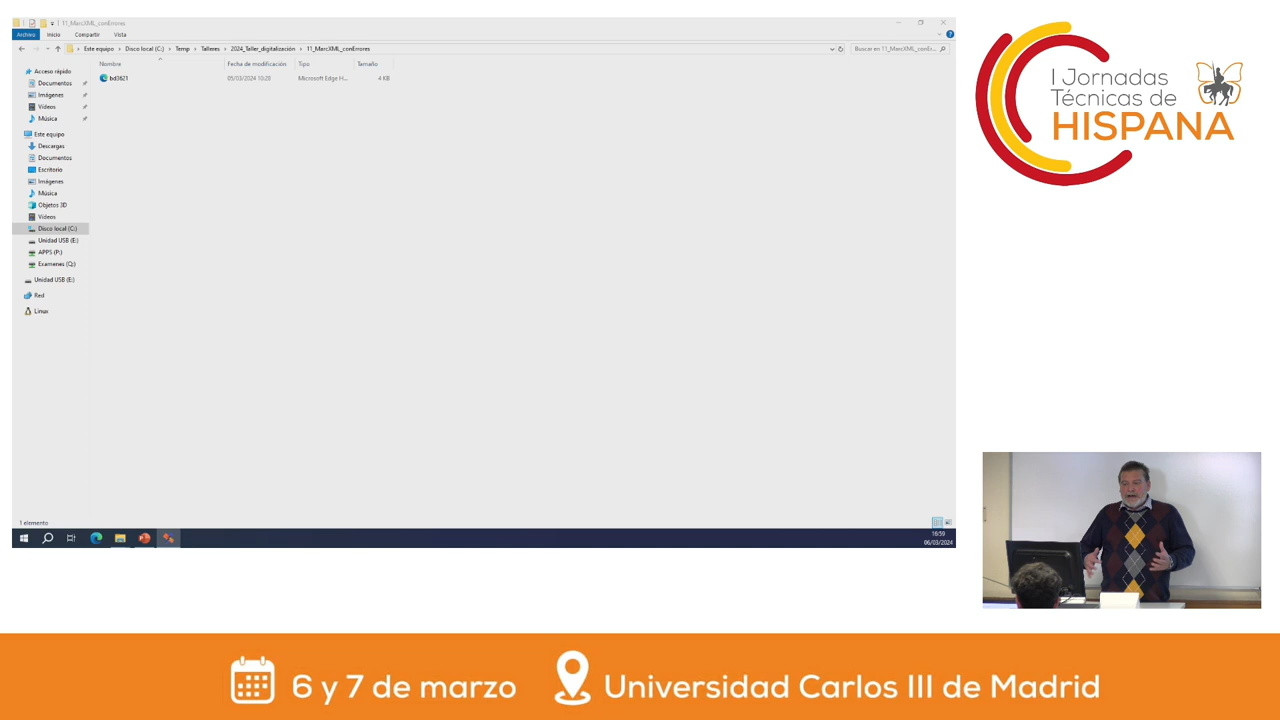 11_MarcXML_conErrores
Archivo Inicio Compartir Vista
Este equipo › Disco local (C:) › Temp › Talleres › 2024_Taller_digitalización › 11_MarcXML_conErrores
Buscar en 11_MarcXML_conEr...
Nombre Fecha de modificación Tipo Tamaño
bd3621 05/03/2024 10:28 Microsoft Edge H... 4 KB
Acceso rápido
Documentos
Imágenes
Vídeos
Música
Este equipo
Descargas
Documentos
Escritorio
Imágenes
Música
Objetos 3D
Vídeos
Disco local (C:)
Unidad USB (E:)
APPS (P:)
Examenes (Q:)
Unidad USB (E:)
Red
Linux
1 elemento
16:59
06/03/2024
I Jornadas
Técnicas de
HISPANA
6 y 7 de marzo
Universidad Carlos III de Madrid